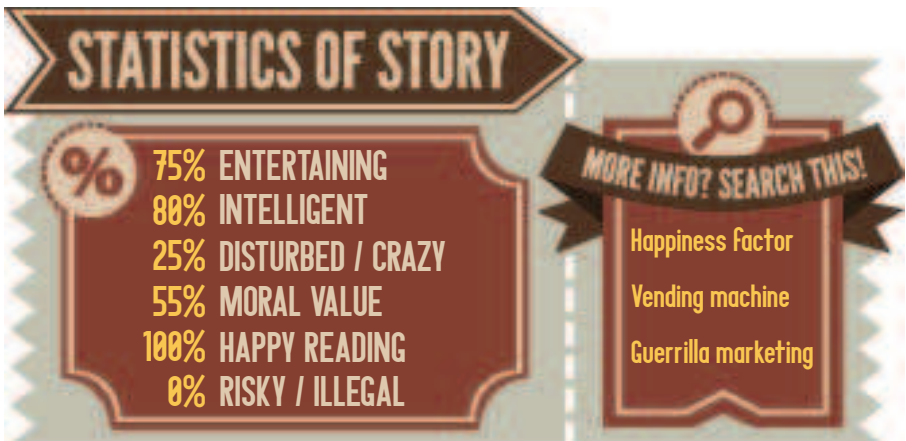 STATISTICS OF STORY
%
75% ENTERTAINING
80% INTELLIGENT
25% DISTURBED / CRAZY
55% MORAL VALUE
100% HAPPY READING
0% RISKY / ILLEGAL
MORE INFO? SEARCH THIS!
Happiness factor
Vending machine
Guerrilla marketing